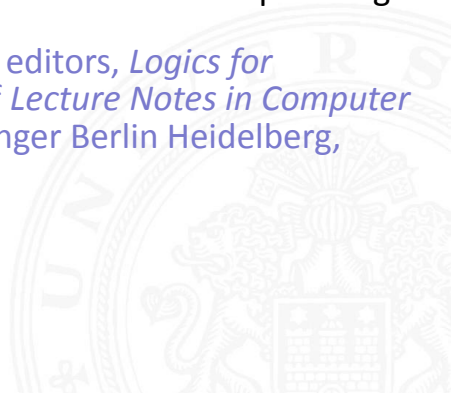 editors, Logics for
Lecture Notes in Computer
nger Berlin Heidelberg,